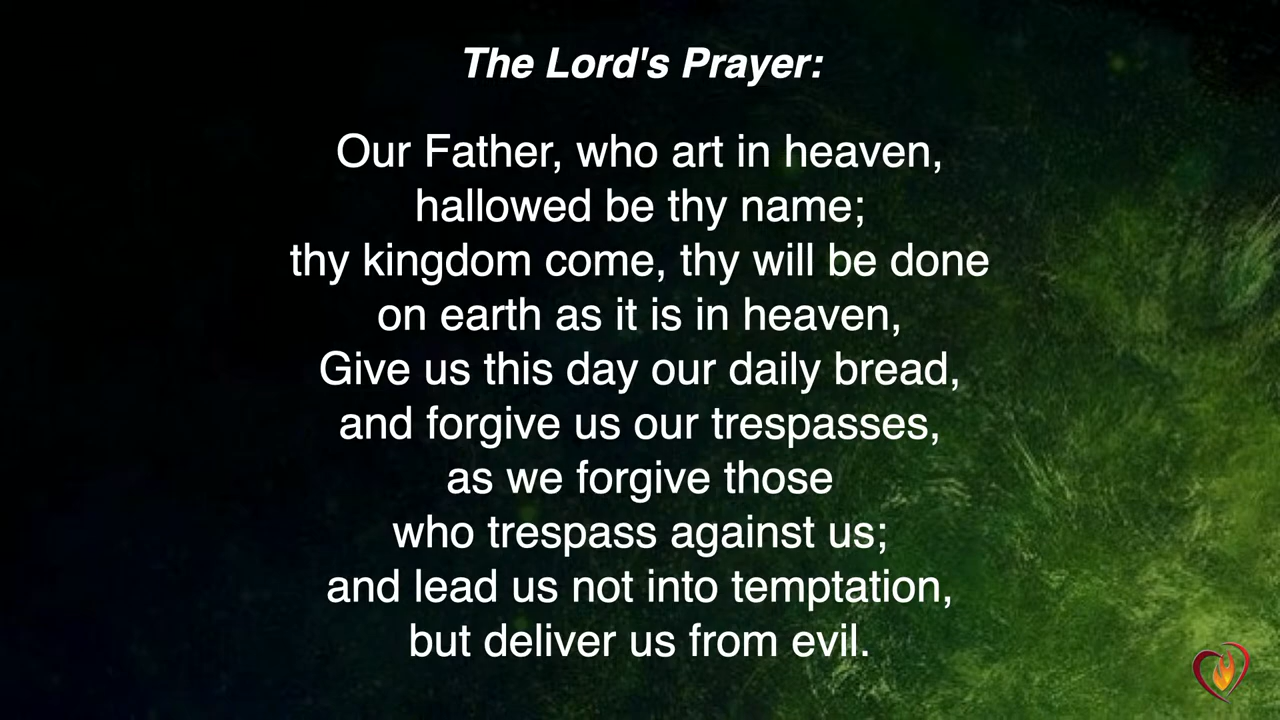 The Lord's Prayer:
Our Father, who art in heaven,
hallowed be thy name;
thy kingdom come, thy will be done
on earth as it is in heaven,
Give us this day our daily bread,
and forgive us our trespasses,
as we forgive those
who trespass against us;
and lead us not into temptation,
but deliver us from evil.